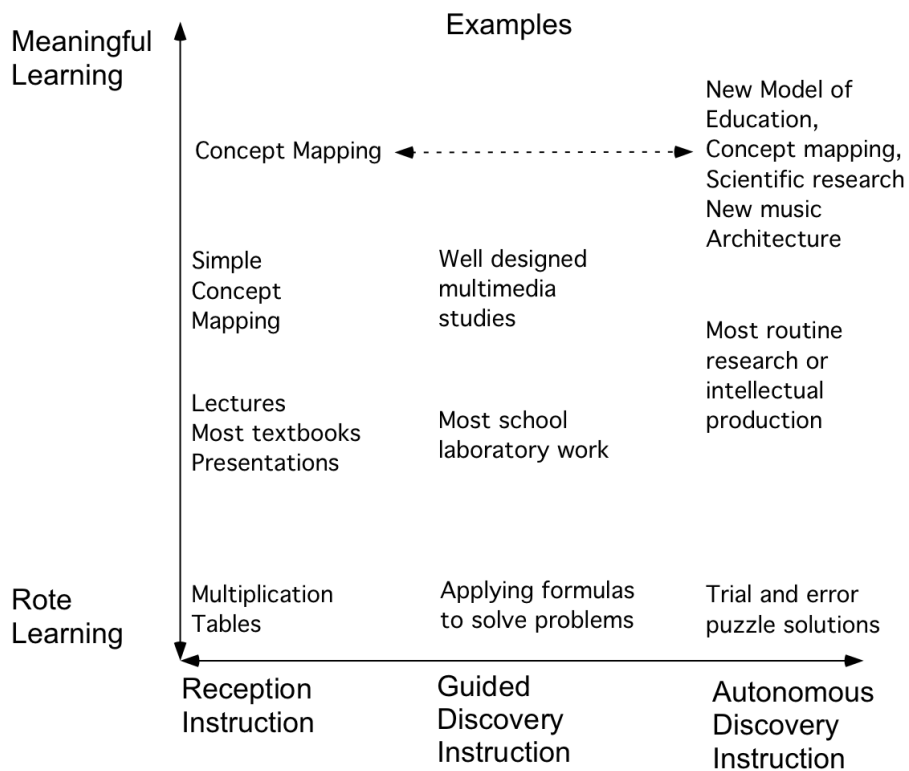 Examples
Meaningful
Learning
Concept Mapping
New Model of
Education,
Concept mapping,
Scientific research
New music
Architecture
Simple
Concept
Mapping
Well designed
multimedia
studies
Most routine
research or
intellectual
production
Lectures
Most textbooks
Presentations
Most school
laboratory work
Rote
Learning
Multiplication
Tables
Applying formulas
to solve problems
Trial and error
puzzle solutions
Reception
Instruction
Guided
Discovery
Instruction
Autonomous
Discovery
Instruction